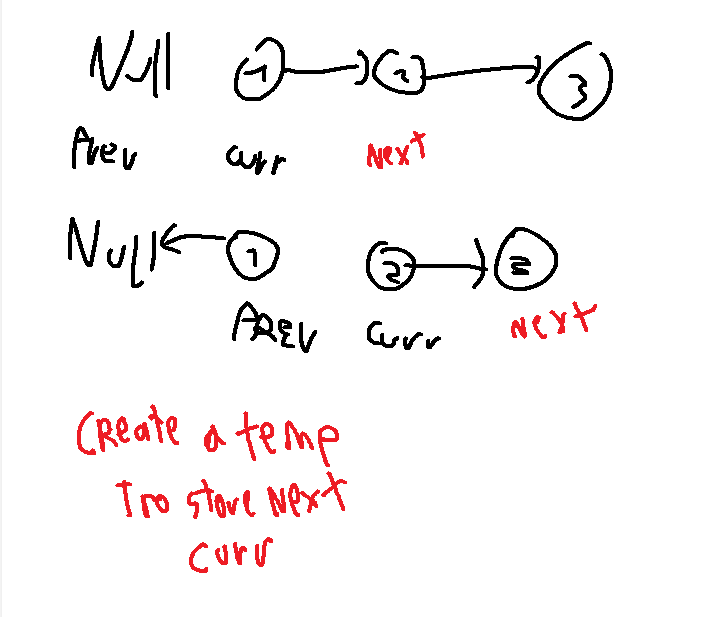 Null 1 2 3
Prev curr Next
Null 1 2 3
PREV curr Next
Create a temp
To store Next
curr